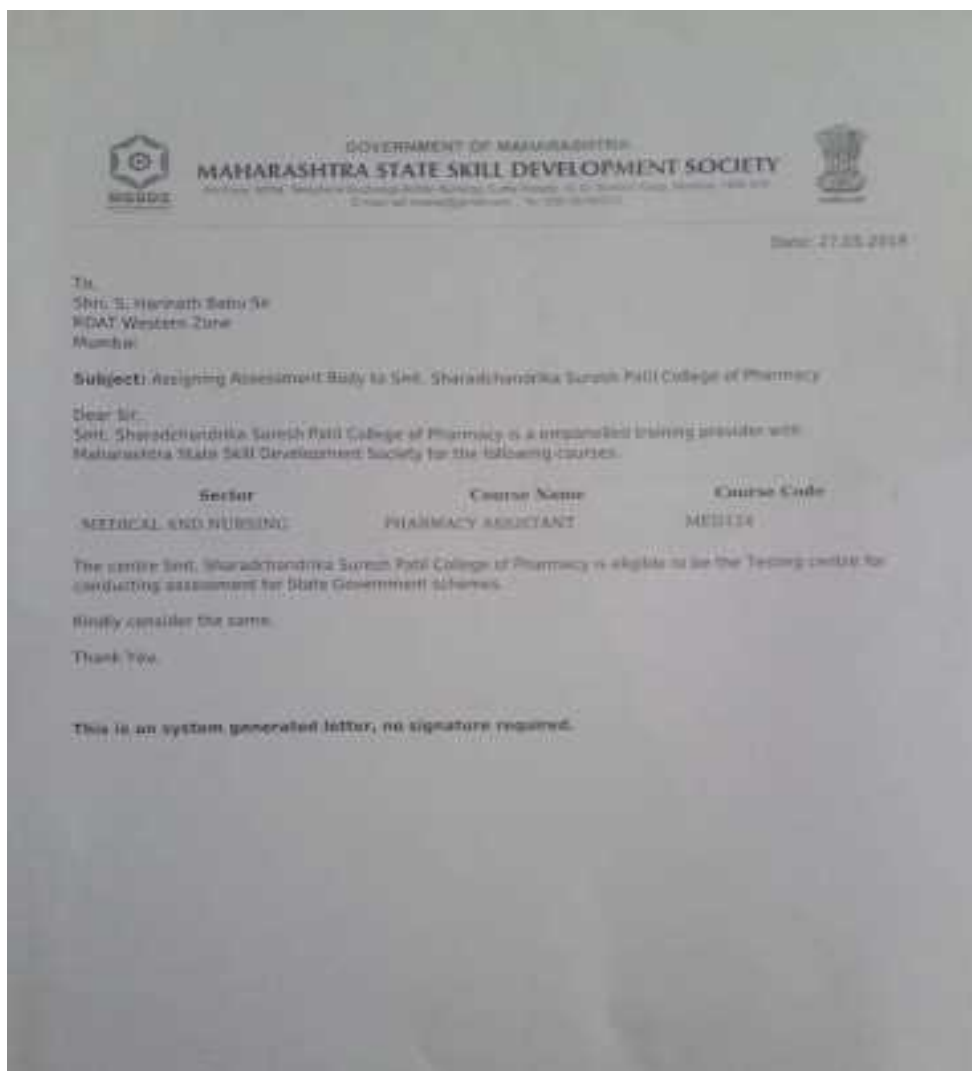 GOVERNMENT OF MAHARASHTRA
MAHARASHTRA STATE SKILL DEVELOPMENT SOCIETY
MSSDS
Date: 27.05.2018
To,
Shri. S. Harinath Babu Sir
RDAT Western Zone
Mumbai
Subject: Assigning Assessment Body to Smt. Sharadchandrika Suresh Patil College of Pharmacy
Dear Sir,
Smt. Sharadchandrika Suresh Patil College of Pharmacy is a empanelled training provider with
Maharashtra State Skill Development Society for the following courses.
Sector Course Name Course Code
MEDICAL AND NURSING PHARMACY ASSISTANT
The centre Smt. Sharadchandrika Suresh Patil College of Pharmacy is eligible to be the Testing centre for
conducting assessment for State Government schemes.
Kindly consider the same.
Thank You.
This is an system generated letter, no signature required.